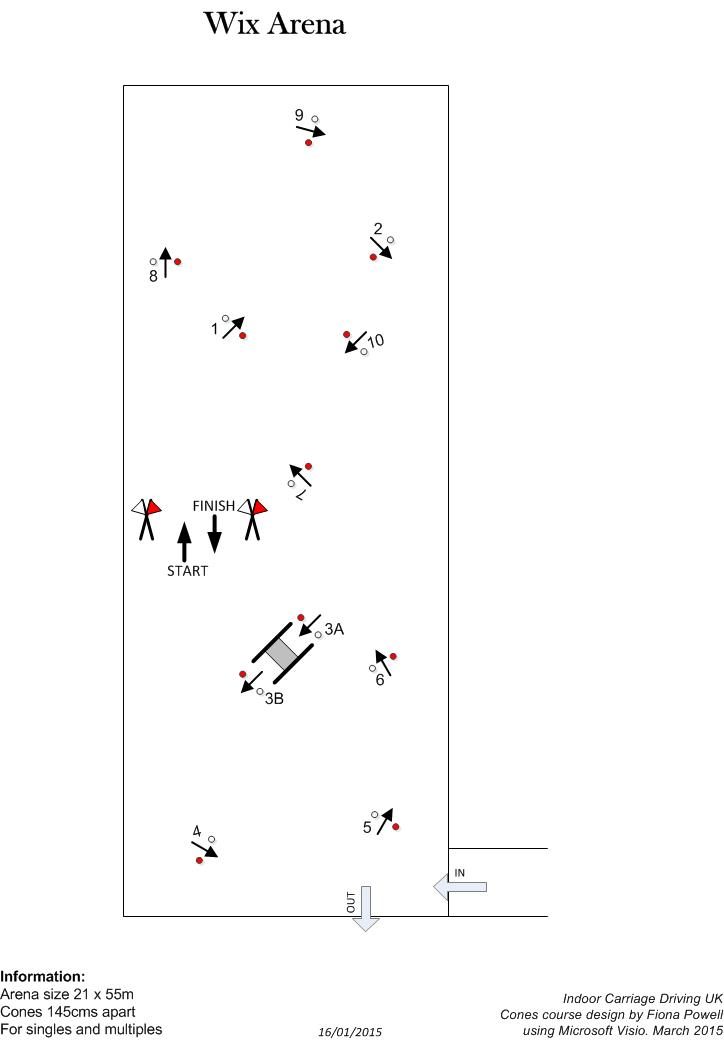 Wix Arena
9
2
8
1
10
7
FINISH
START
3A
3B
6
4
5
IN
OUT
Information:
Arena size 21 x 55m
Cones 145cms apart
For singles and multiples
16/01/2015
Indoor Carriage Driving UK
Cones course design by Fiona Powell
using Microsoft Visio. March 2015